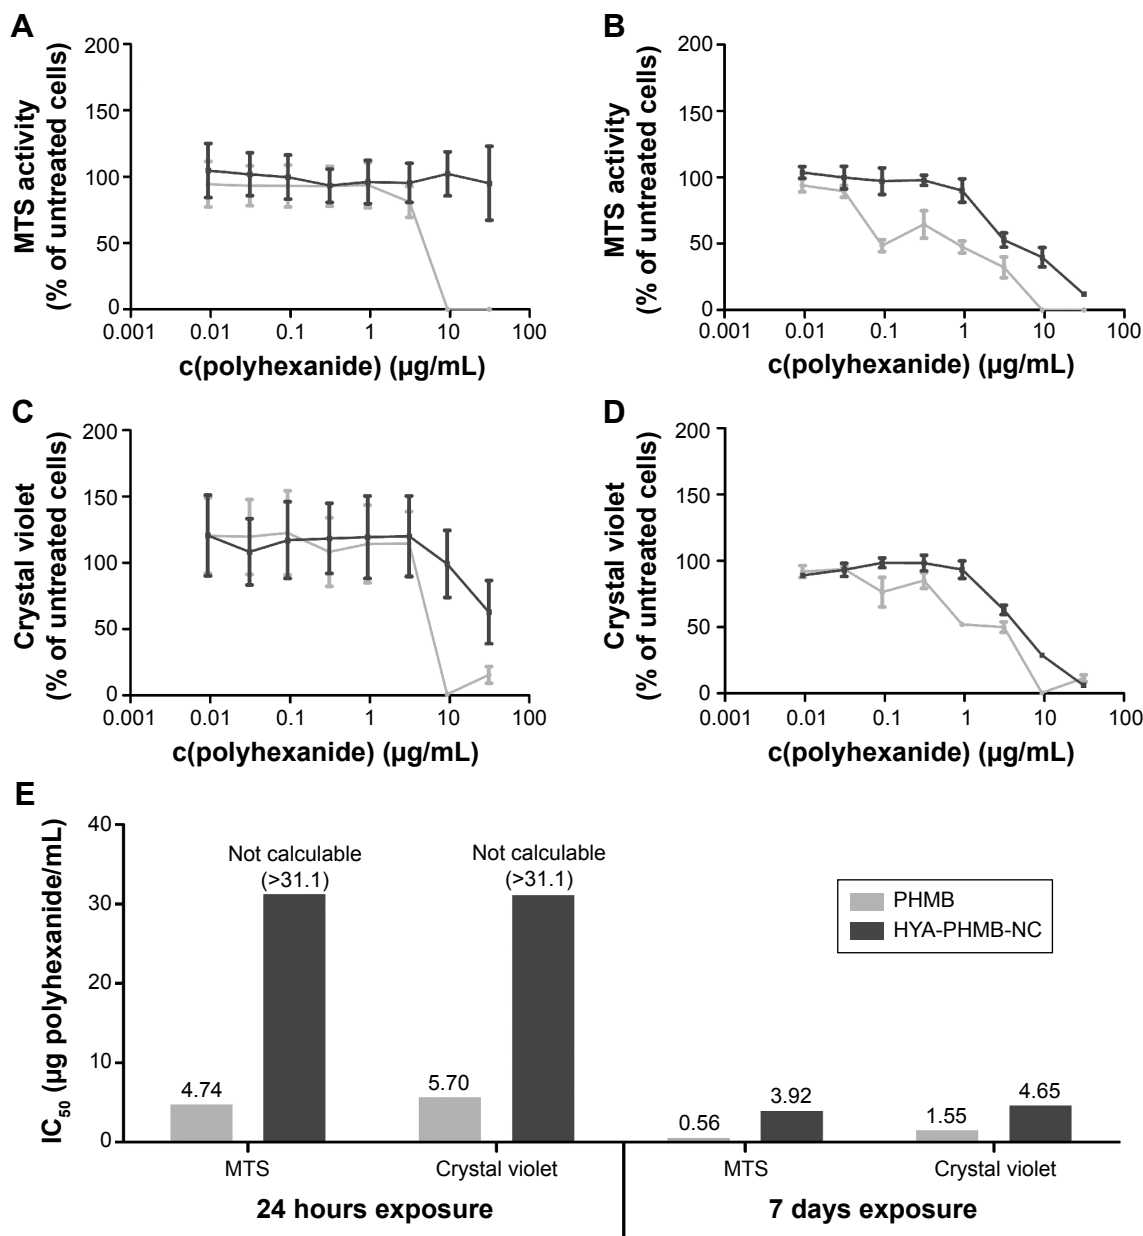 A
MTS activity
(% of untreated cells)
200
150
100
50
0
0.001
0.01
0.1
1
10
100
c(polyhexanide) (µg/mL)
B
MTS activity
(% of untreated cells)
200
150
100
50
0
0.001
0.01
0.1
1
10
100
c(polyhexanide) (µg/mL)
C
Crystal violet
(% of untreated cells)
200
150
100
50
0
0.001
0.01
0.1
1
10
100
c(polyhexanide) (µg/mL)
D
Crystal violet
(% of untreated cells)
200
150
100
50
0
0.001
0.01
0.1
1
10
100
c(polyhexanide) (µg/mL)
E
IC50 (µg polyhexanide/mL)
40
30
20
10
0
4.74
Not calculable
(>31.1)
5.70
Not calculable
(>31.1)
0.56
3.92
1.55
4.65
PHMB
HYA-PHMB-NC
MTS
Crystal violet
MTS
Crystal violet
24 hours exposure
7 days exposure